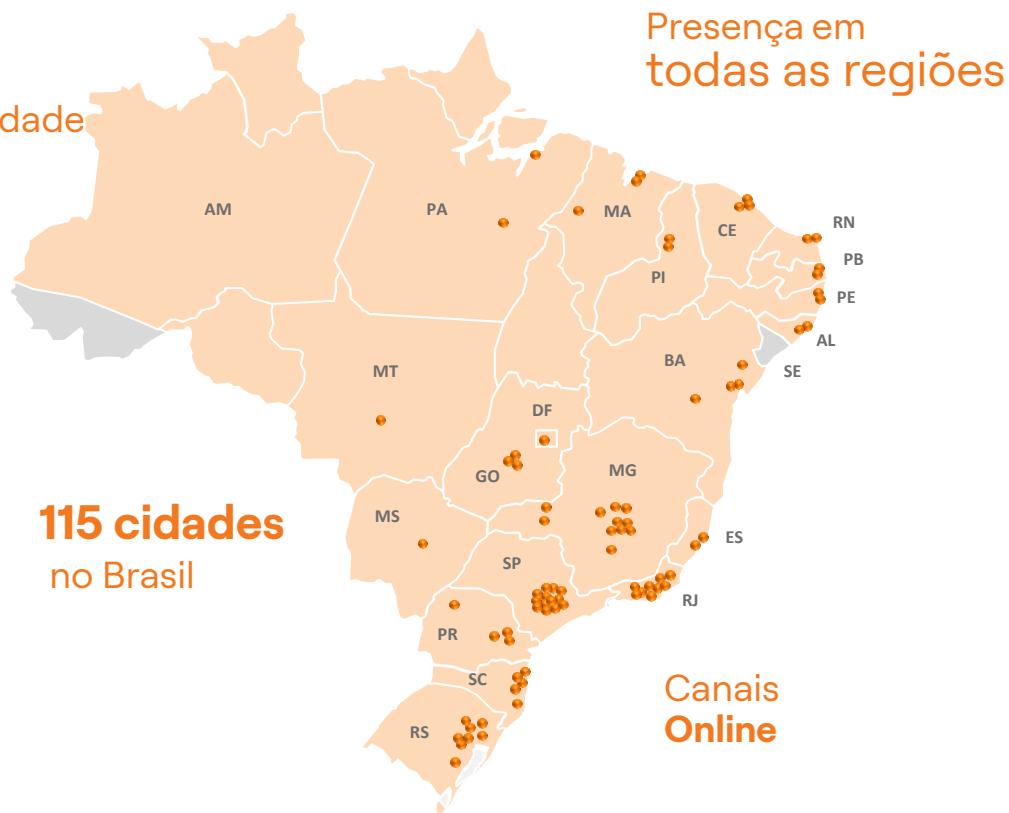 Presença em
todas as regiões
dade
AM
PA
MA
CE
RN
PB
PI
PE
AL
BA
SE
MT
DF
GO
MG
MS
ES
115 cidades
no Brasil
SP
RJ
PR
SC
Canais
Online
RS